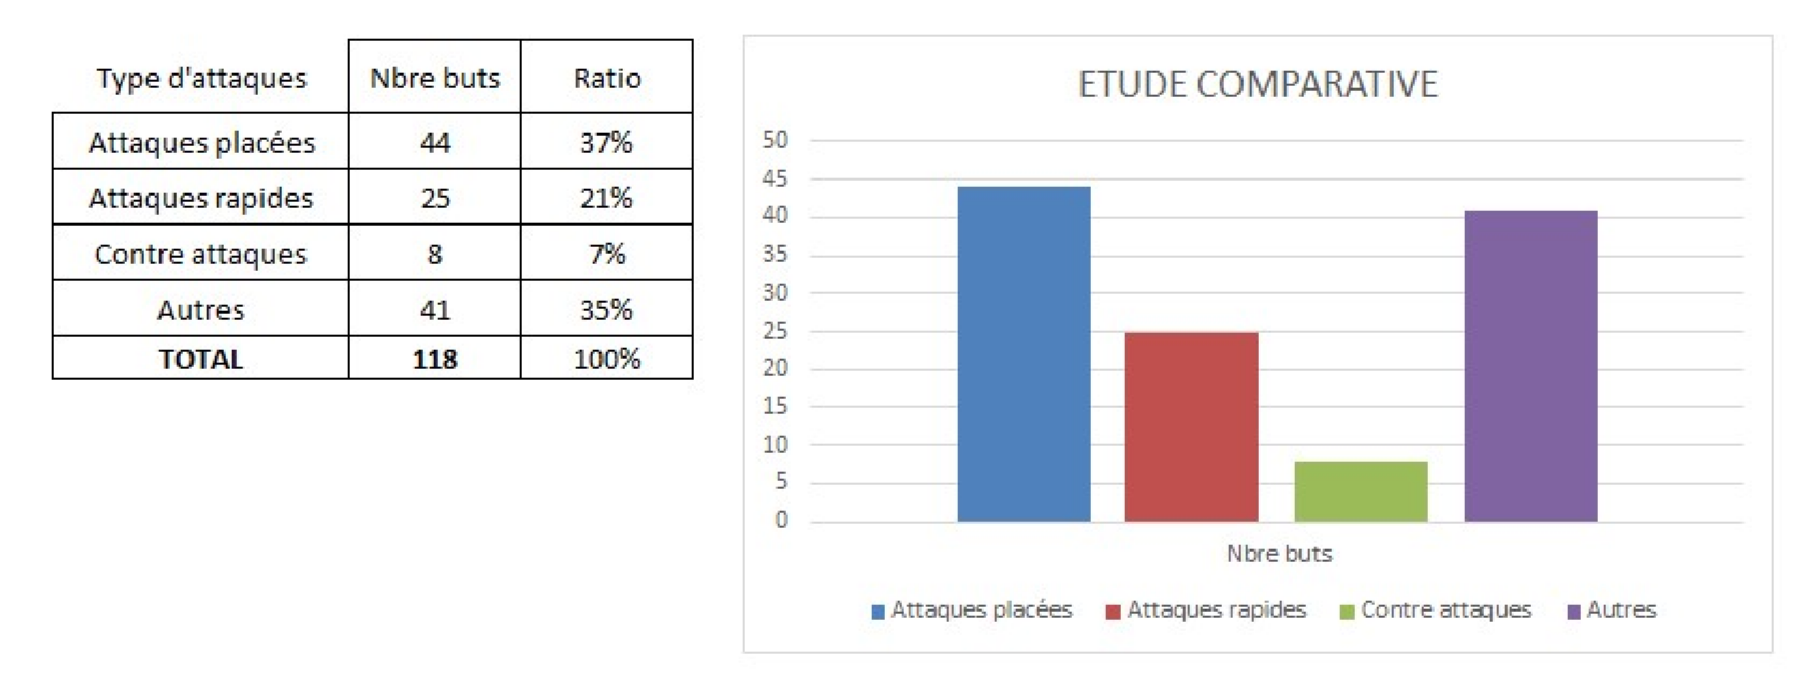 Type d'attaques Nbre buts Ratio
Attaques placées 44 37%
Attaques rapides 25 21%
Contre attaques 8 7%
Autres 41 35%
TOTAL 118 100%
ETUDE COMPARATIVE
50
45
40
35
30
25
20
15
10
5
0
Nbre buts
Attaques placées Attaques rapides Contre attaques Autres